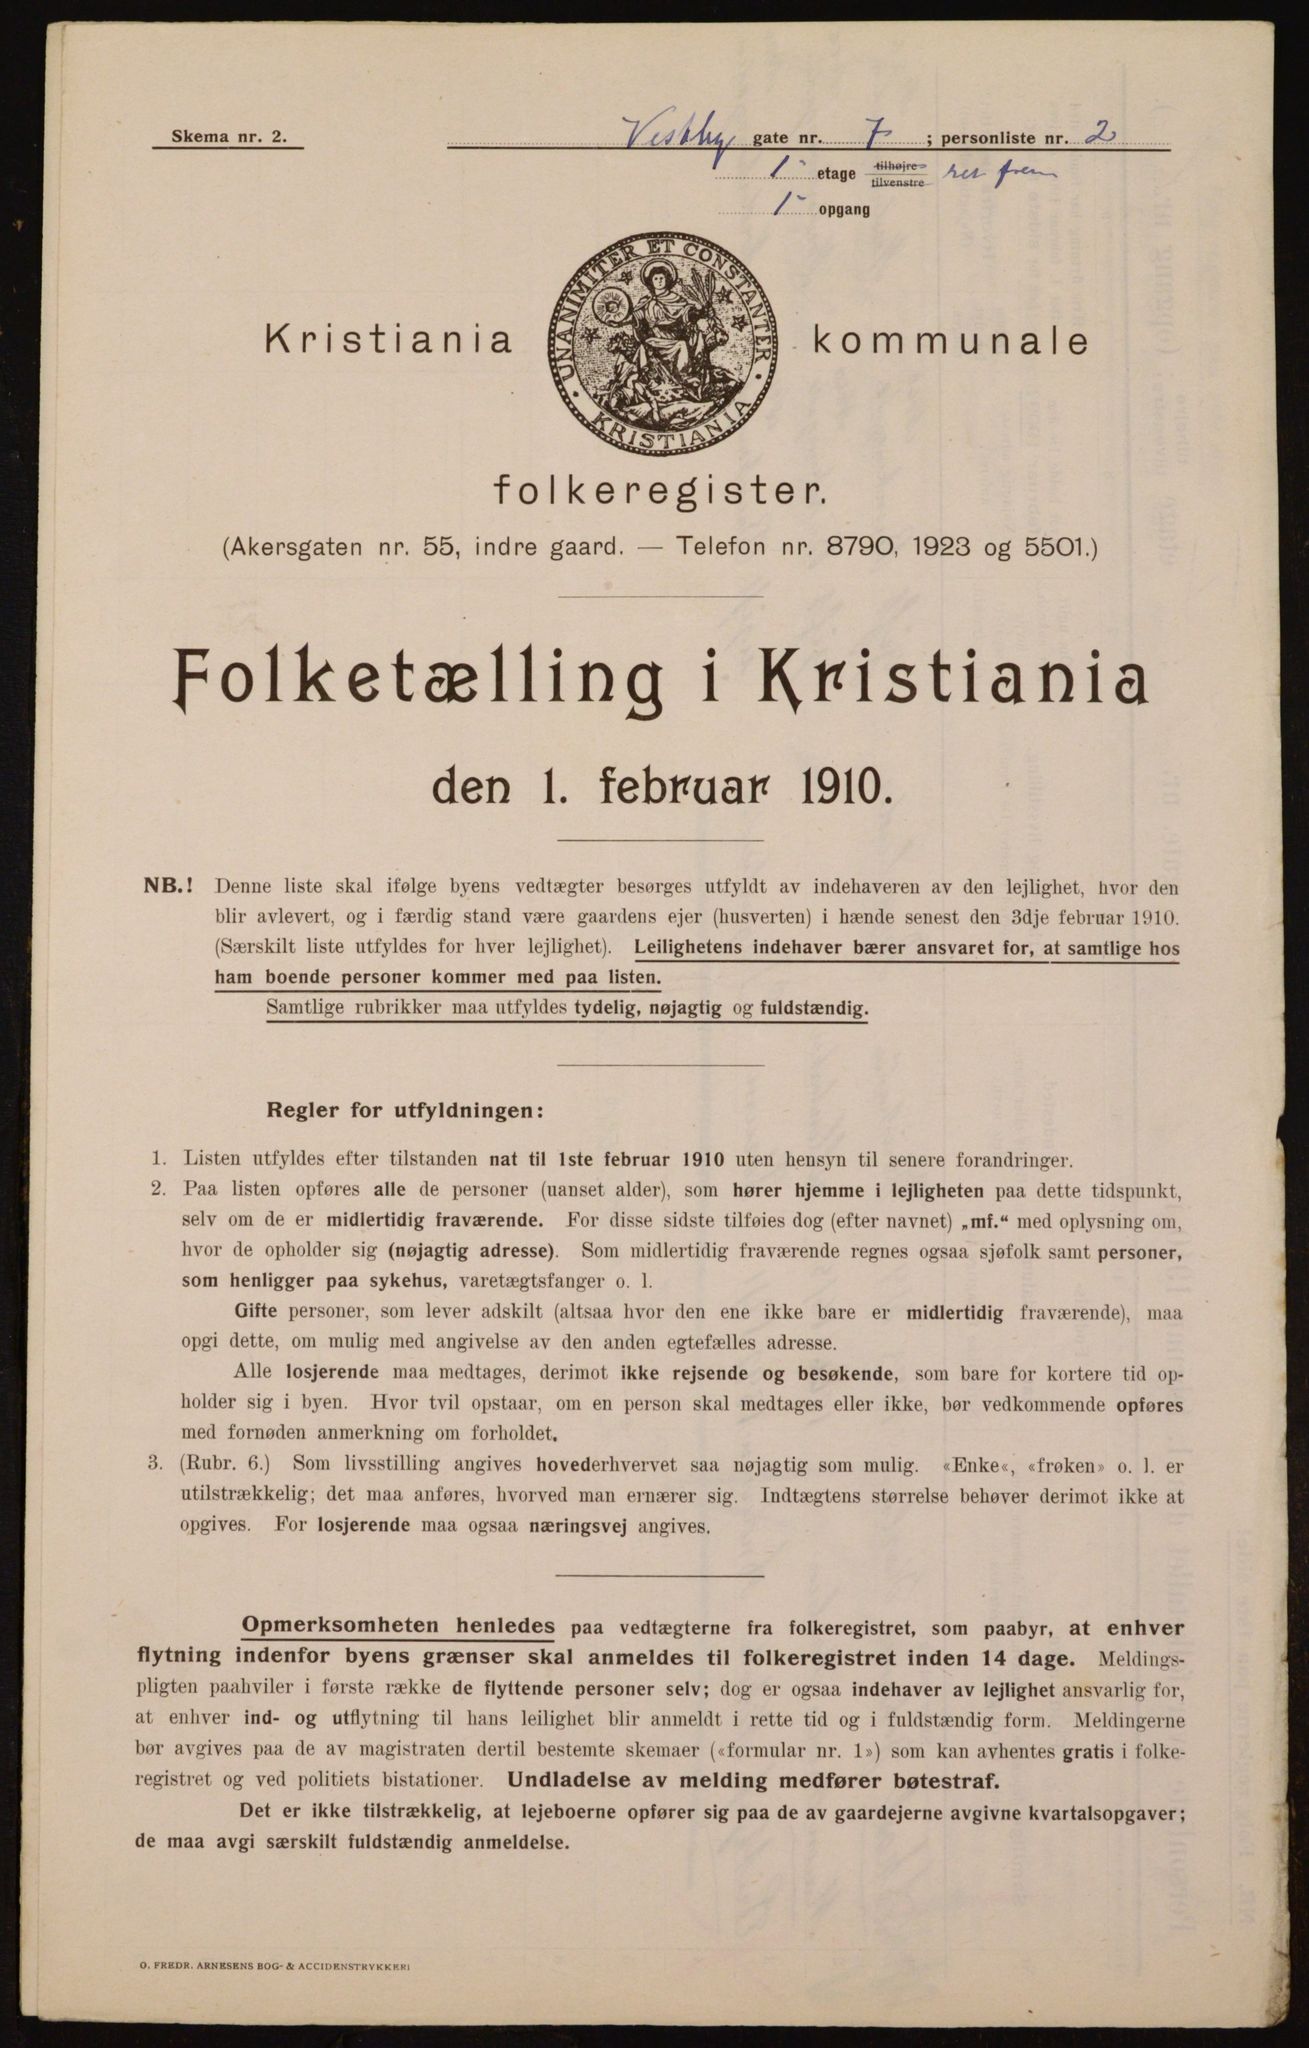 Skema nr. 2.
Vestby gate nr. 7 ; personliste nr. 2
1 etage tilhøjre tilvenstre ret frem
1 opgang
UNANIMITER ET CONSTANTER · KRISTIANIA ·
Kristiania kommunale
folkeregister.
(Akersgaten nr. 55, indre gaard. — Telefon nr. 8790, 1923 og 5501.)
Folketælling i Kristiania
den 1. februar 1910.
NB.! Denne liste skal ifølge byens vedtægter besørges utfyldt av indehaveren av den lejlighet, hvor den
blir avlevert, og i færdig stand være gaardens ejer (husverten) i hænde senest den 3dje februar 1910.
(Særskilt liste utfyldes for hver lejlighet). Leilighetens indehaver bærer ansvaret for, at samtlige hos
ham boende personer kommer med paa listen.
Samtlige rubrikker maa utfyldes tydelig, nøjagtig og fuldstændig.
Regler for utfyldningen:
1. Listen utfyldes efter tilstanden nat til 1ste februar 1910 uten hensyn til senere forandringer.
2. Paa listen opføres alle de personer (uanset alder), som hører hjemme i lejligheten paa dette tidspunkt,
selv om de er midlertidig fraværende. For disse sidste tilføies dog (efter navnet) „mf.“ med oplysning om,
hvor de opholder sig (nøjagtig adresse). Som midlertidig fraværende regnes ogsaa sjøfolk samt personer,
som henligger paa sykehus, varetægtsfanger o. l.
Gifte personer, som lever adskilt (altsaa hvor den ene ikke bare er midlertidig fraværende), maa
opgi dette, om mulig med angivelse av den anden egtefælles adresse.
Alle losjerende maa medtages, derimot ikke rejsende og besøkende, som bare for kortere tid op-
holder sig i byen. Hvor tvil opstaar, om en person skal medtages eller ikke, bør vedkommende opføres
med fornøden anmerkning om forholdet.
3. (Rubr. 6.) Som livsstilling angives hovederhvervet saa nøjagtig som mulig. «Enke«, «frøken» o. l. er
utilstrækkelig; det maa anføres, hvorved man ernærer sig. Indtægtens størrelse behøver derimot ikke at
opgives. For losjerende maa ogsaa næringsvej angives.
Opmerksomheten henledes paa vedtægterne fra folkeregistret, som paabyr, at enhver
flytning indenfor byens grænser skal anmeldes til folkeregistret inden 14 dage. Meldings-
pligten paahviler i første række de flyttende personer selv; dog er ogsaa indehaver av lejlighet ansvarlig for,
at enhver ind- og utflytning til hans leilighet blir anmeldt i rette tid og i fuldstændig form. Meldingerne
bør avgives paa de av magistraten dertil bestemte skemaer («formular nr. 1») som kan avhentes gratis i folke-
registret og ved politiets bistationer. Undladelse av melding medfører bøtestraf.
Det er ikke tilstrækkelig, at lejeboerne opfører sig paa de av gaardejerne avgivne kvartalsopgaver;
de maa avgi særskilt fuldstændig anmeldelse.
O. FREDR. ARNESENS BOG- & ACCIDENSTRYKKERI